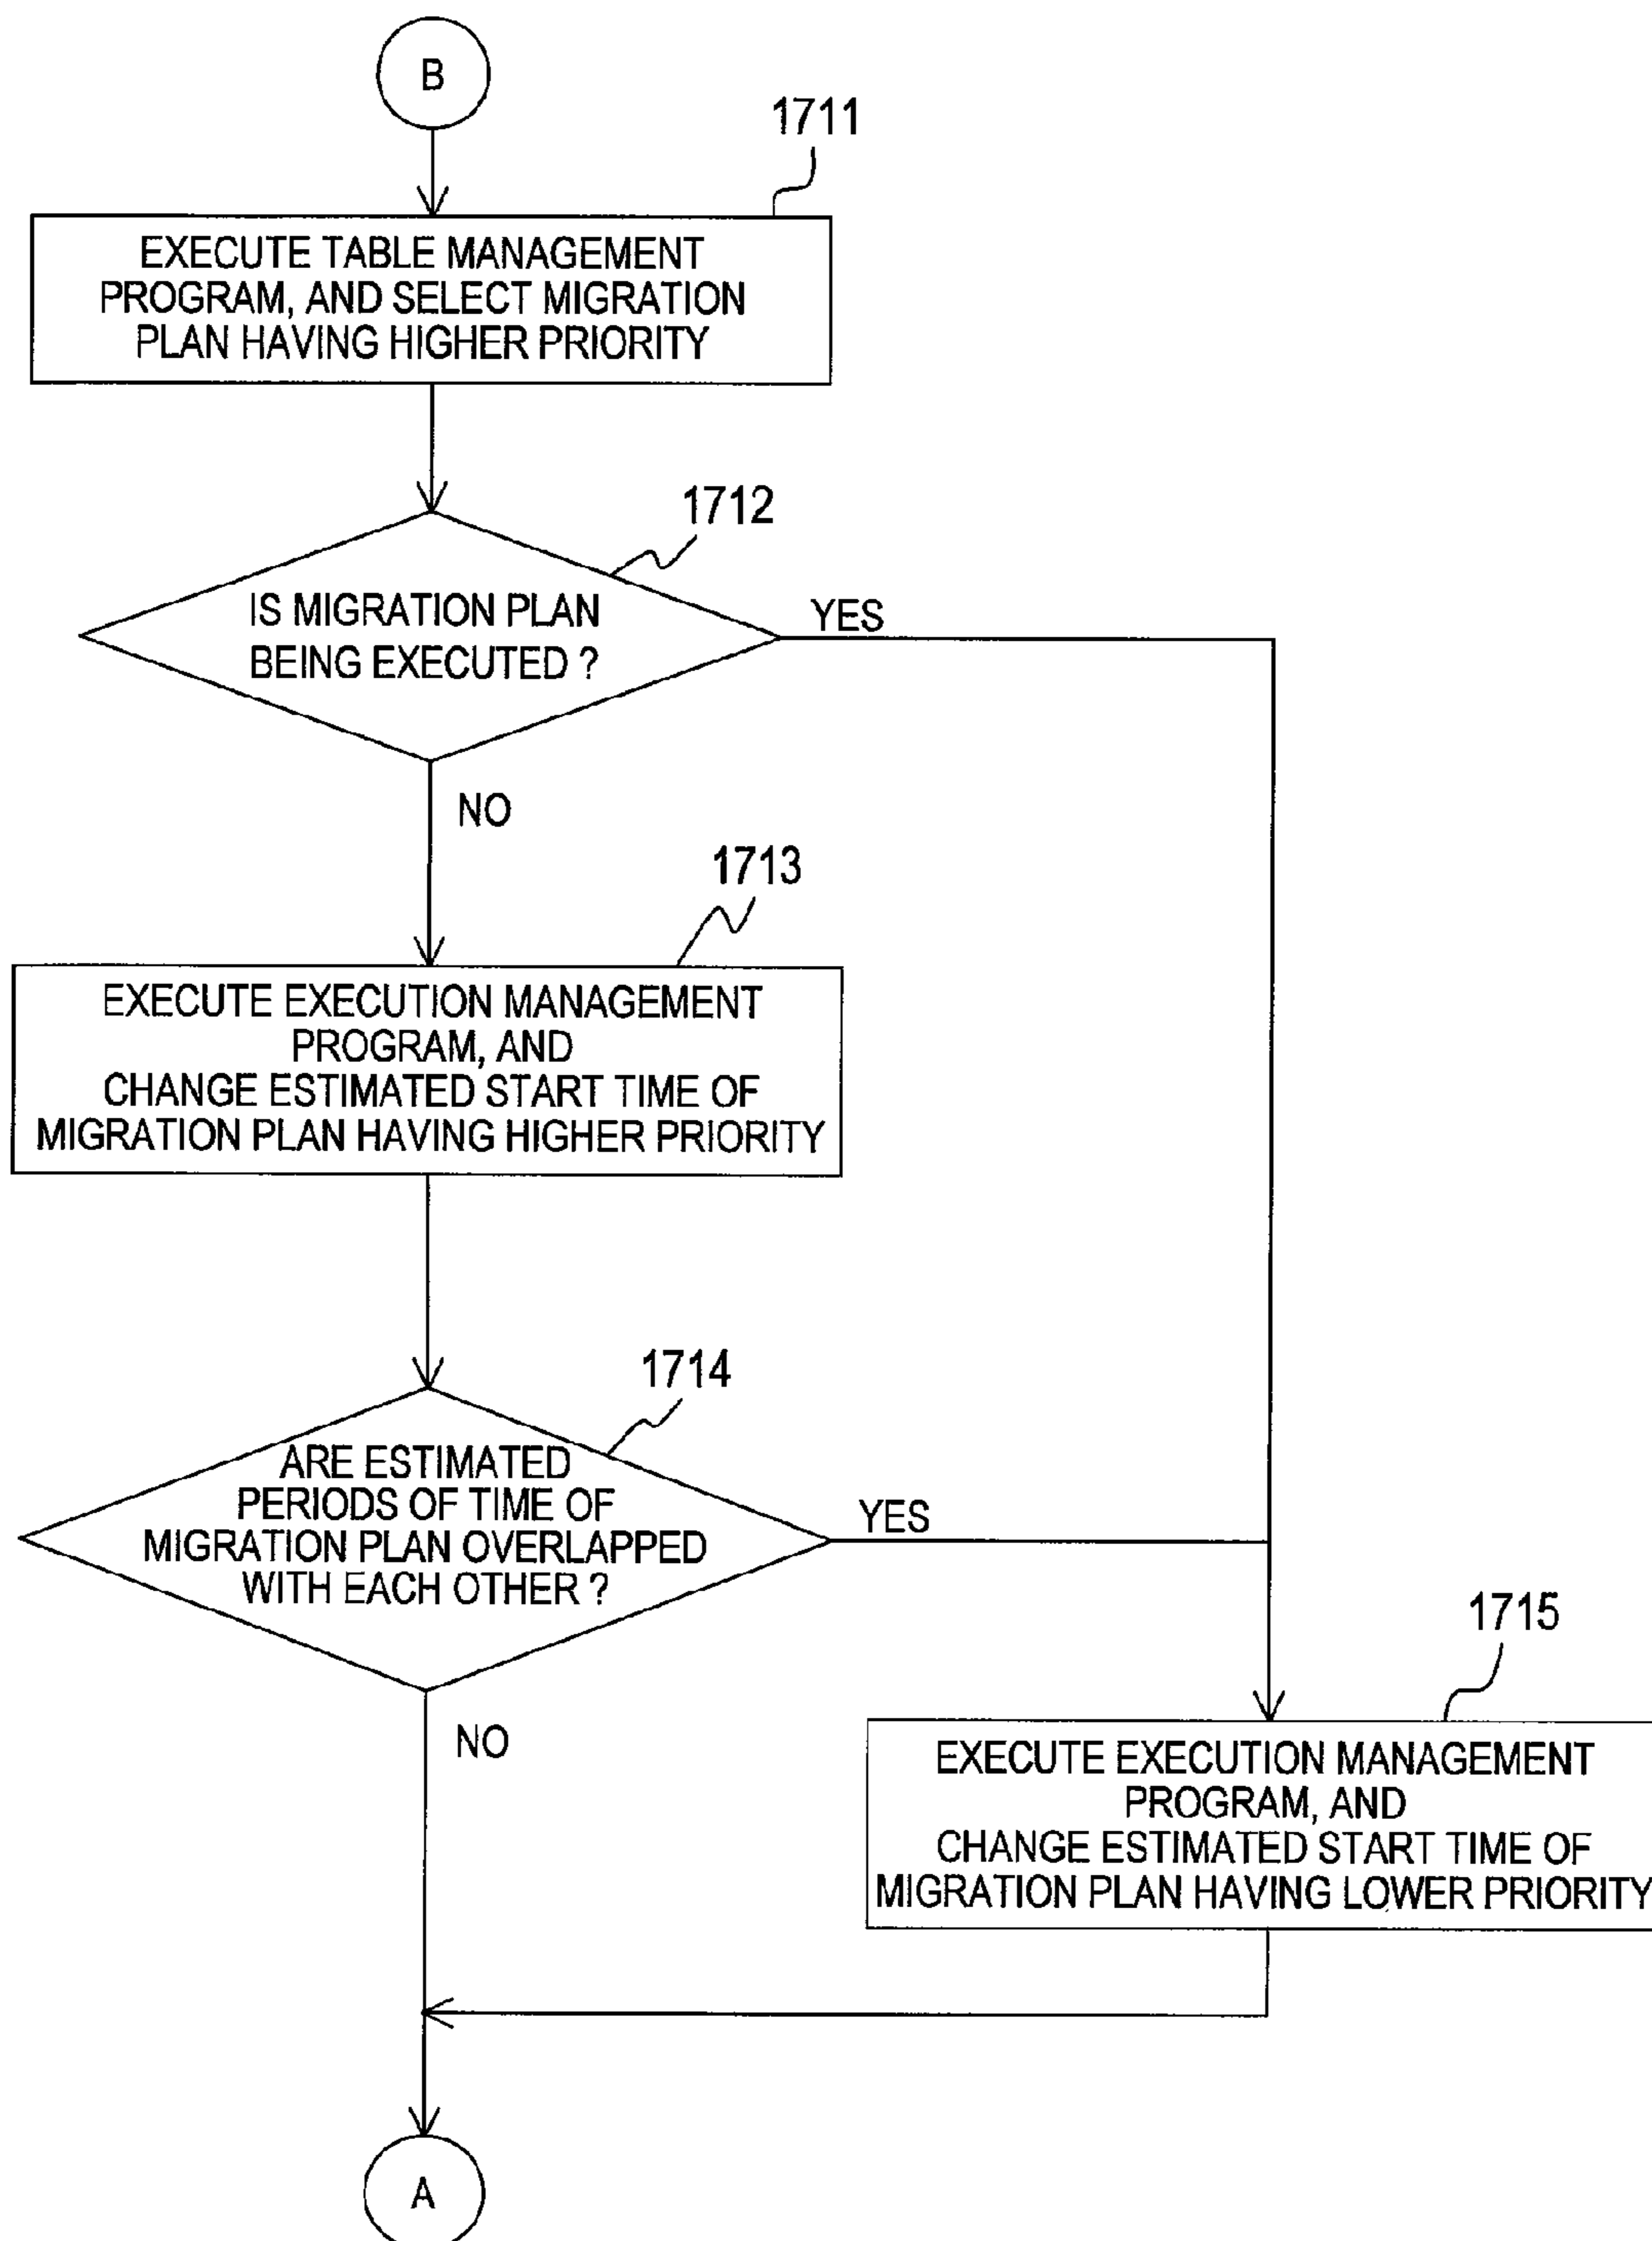 B
1711
EXECUTE TABLE MANAGEMENT
PROGRAM, AND SELECT MIGRATION
PLAN HAVING HIGHER PRIORITY
1712
IS MIGRATION PLAN
BEING EXECUTED ?
YES
NO
1713
EXECUTE EXECUTION MANAGEMENT
PROGRAM, AND
CHANGE ESTIMATED START TIME OF
MIGRATION PLAN HAVING HIGHER PRIORITY
1714
ARE ESTIMATED
PERIODS OF TIME OF
MIGRATION PLAN OVERLAPPED
WITH EACH OTHER ?
YES
NO
1715
EXECUTE EXECUTION MANAGEMENT
PROGRAM, AND
CHANGE ESTIMATED START TIME OF
MIGRATION PLAN HAVING LOWER PRIORITY
A